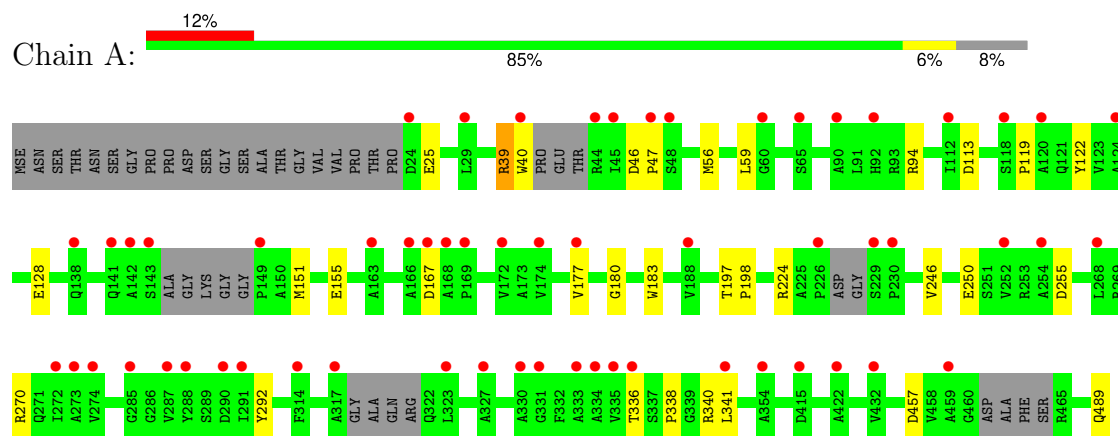 12%
Chain A:
85% 6% 8%
MSE ASN SER THR ASN SER GLY PRO PRO ASP SER GLY SER ALA THR GLY VAL VAL PRO THR PRO D24 E25 L29 R39 W40 PRO GLU THR R44 I45 D46 P47 S48 M56 L59 G60 S65 A90 L91 H92 R93 R94 I112 D113 S118 P119 A120 Q121 Y122 V123 A124
E128 Q138 Q141 A142 S143 ALA GLY LYS GLY GLY P149 A150 M151 E155 A163 A166 D167 A168 P169 V172 A173 V174 V177 G180 W183 V188 T197 P198 R224 A225 P226 ASP GLY S229 P230 V246 E250 S251 V252 R253 A254 D255 L268 P269
R270 Q271 I272 A273 V274 G285 G286 V287 Y288 S289 D290 I291 Y292 F314 A317 GLY ALA GLN ARG Q322 L323 A327 A330 G331 F332 A333 A334 V335 T336 S337 P338 G339 R340 L341 A354 D415 A422 V432 D457 V458 A459 G460 ASP ALA PHE SER R465 Q489